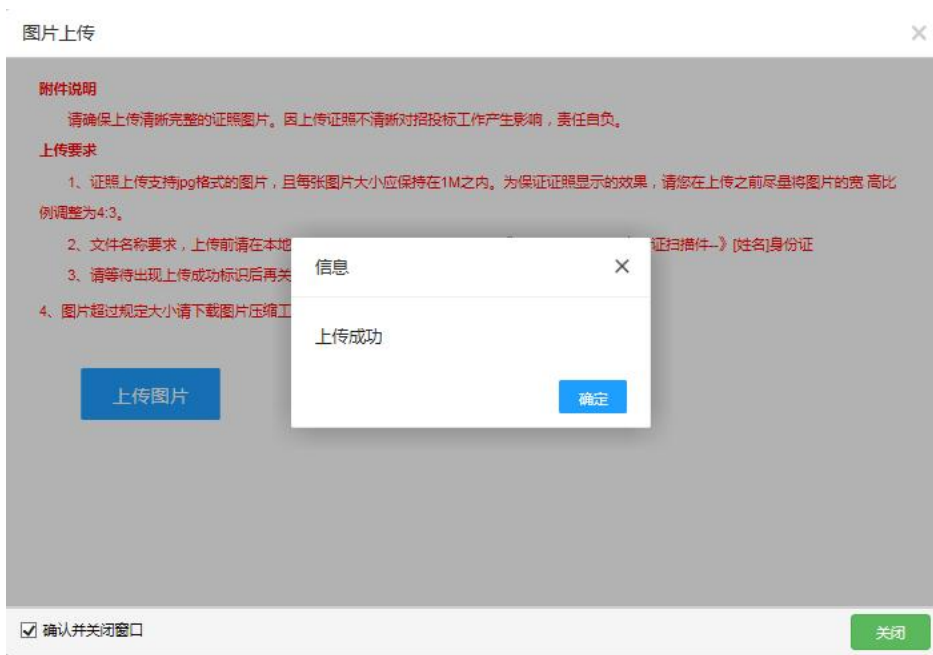 图片上传
附件说明
请确保上传清晰完整的证照图片。因上传证照不清晰对招投标工作产生影响，责任自负。
上传要求
1、证照上传支持jpg格式的图片，且每张图片大小应保持在1M之内。为保证证照显示的效果，请您在上传之前尽量将图片的宽 高比
例调整为4:3。
2、文件名称要求，上传前请在本地
证扫描件--》[姓名]身份证
3、请等待出现上传成功标识后再关
4、图片超过规定大小请下载图片压缩工
信息
上传成功
确定
上传图片
确认并关闭窗口
关闭